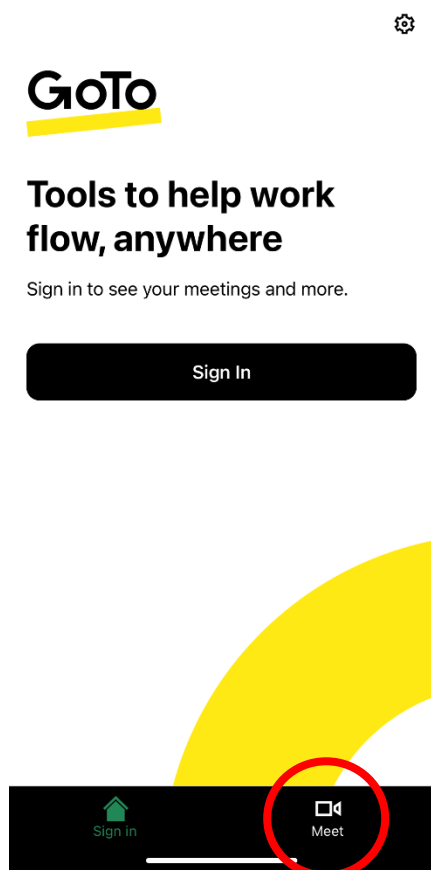 GoTo
Tools to help work
flow, anywhere
Sign in to see your meetings and more.
Sign In
Sign in
Meet